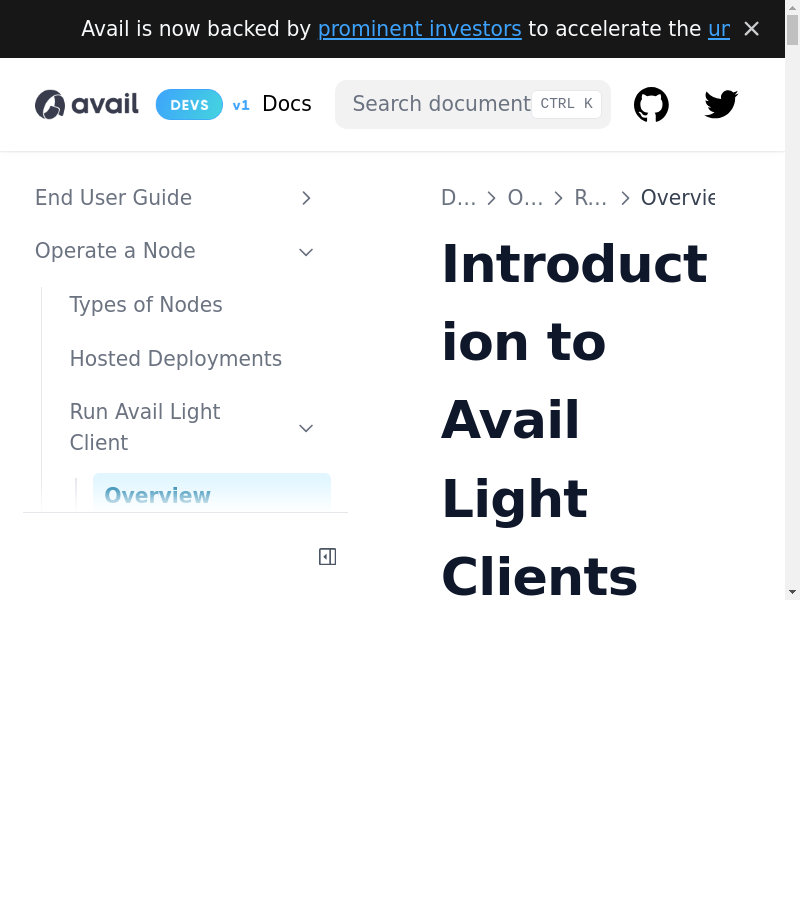 Avail is now backed by prominent investors to accelerate the ur
avail DEVS v1 Docs Search document CTRL K
End User Guide
Operate a Node
Types of Nodes
Hosted Deployments
Run Avail Light
Client
Overview
D… O… R… Overvie
Introduct
ion to
Avail
Light
Clients